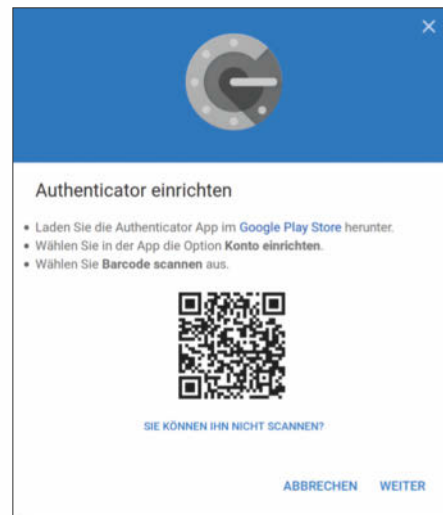 Authenticator einrichten
• Laden Sie die Authenticator App im Google Play Store herunter.
• Wählen Sie in der App die Option Konto einrichten.
• Wählen Sie Barcode scannen aus.
SIE KÖNNEN IHN NICHT SCANNEN?
ABBRECHEN WEITER